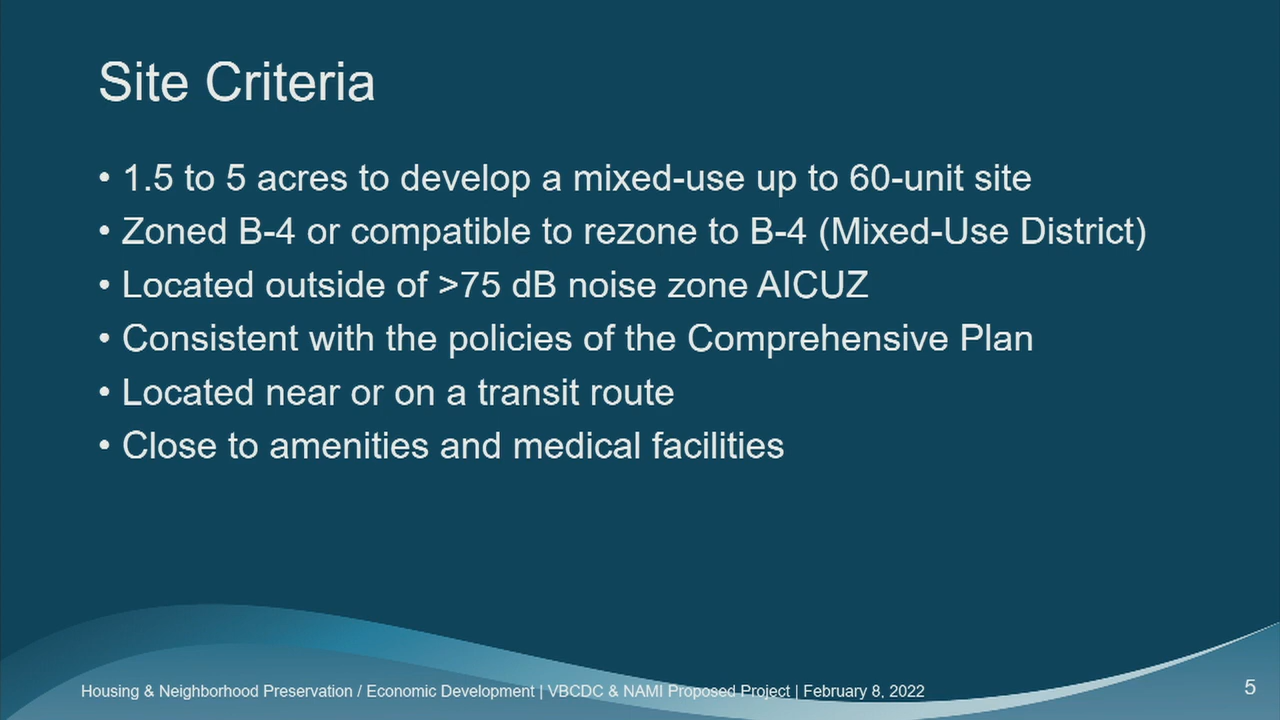 Site Criteria
• 1.5 to 5 acres to develop a mixed-use up to 60-unit site
• Zoned B-4 or compatible to rezone to B-4 (Mixed-Use District)
• Located outside of >75 dB noise zone AICUZ
• Consistent with the policies of the Comprehensive Plan
• Located near or on a transit route
• Close to amenities and medical facilities
Housing & Neighborhood Preservation / Economic Development | VBCDC & NAMI Proposed Project | February 8, 2022
5